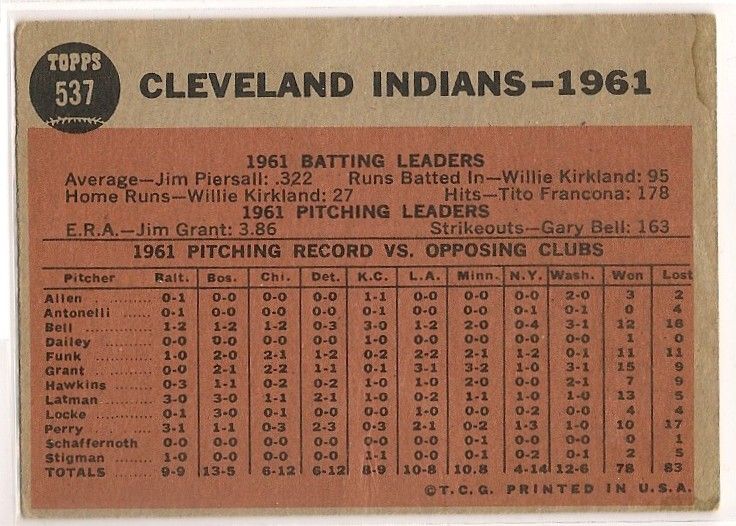 TOPPS
537
CLEVELAND INDIANS–1961
1961 BATTING LEADERS
Average—Jim Piersall: .322 Runs Batted In—Willie Kirkland: 95
Home Runs—Willie Kirkland: 27 Hits—Tito Francona: 178
1961 PITCHING LEADERS
E.R.A.—Jim Grant: 3.86 Strikeouts—Gary Bell: 163
1961 PITCHING RECORD VS. OPPOSING CLUBS
Pitcher Balt. Bos. Chi. Det. K.C. L.A. Minn. N.Y. Wash. Won Lost
Allen 0-1 0-0 0-0 0-0 1-1 0-0 0-0 0-0 2-0 3 2
Antonelli 0-1 0-0 0-0 0-0 0-1 0-0 0-0 0-1 0-1 0 4
Bell 1-2 1-2 1-2 0-3 3-0 1-2 2-0 0-4 3-1 12 16
Dailey 0-0 0-0 0-0 0-0 1-0 0-0 0-0 0-0 0-0 1 0
Funk 1-0 0-2 2-1 1-2 0-2 2-2 2-1 1-2 2-0 11 11
Grant 0-0 2-1 2-2 1-1 0-1 3-1 3-2 1-0 3-1 15 9
Hawkins 0-3 1-1 0-2 0-2 1-0 1-0 2-0 0-0 2-1 7 9
Latman 3-0 3-0 1-1 2-1 1-0 0-2 1-1 1-0 1-0 13 5
Locke 0-1 3-0 0-1 0-0 0-0 1-0 0-0 0-2 0-0 4 4
Perry 3-1 1-1 0-3 2-3 1-3 2-1 0-2 1-3 0-0 10 17
Schaffernoth 0-0 0-0 0-0 0-0 0-0 0-0 0-1 0-0 0-0 0 1
Stigman 1-0 0-0 0-0 0-0 1-1 0-0 0-1 0-2 0-1 2 5
TOTALS 9-9 13-5 6-12 6-12 8-9 10-8 10.8 4-14 12-6 78 83
©T.C.G. PRINTED IN U.S.A.